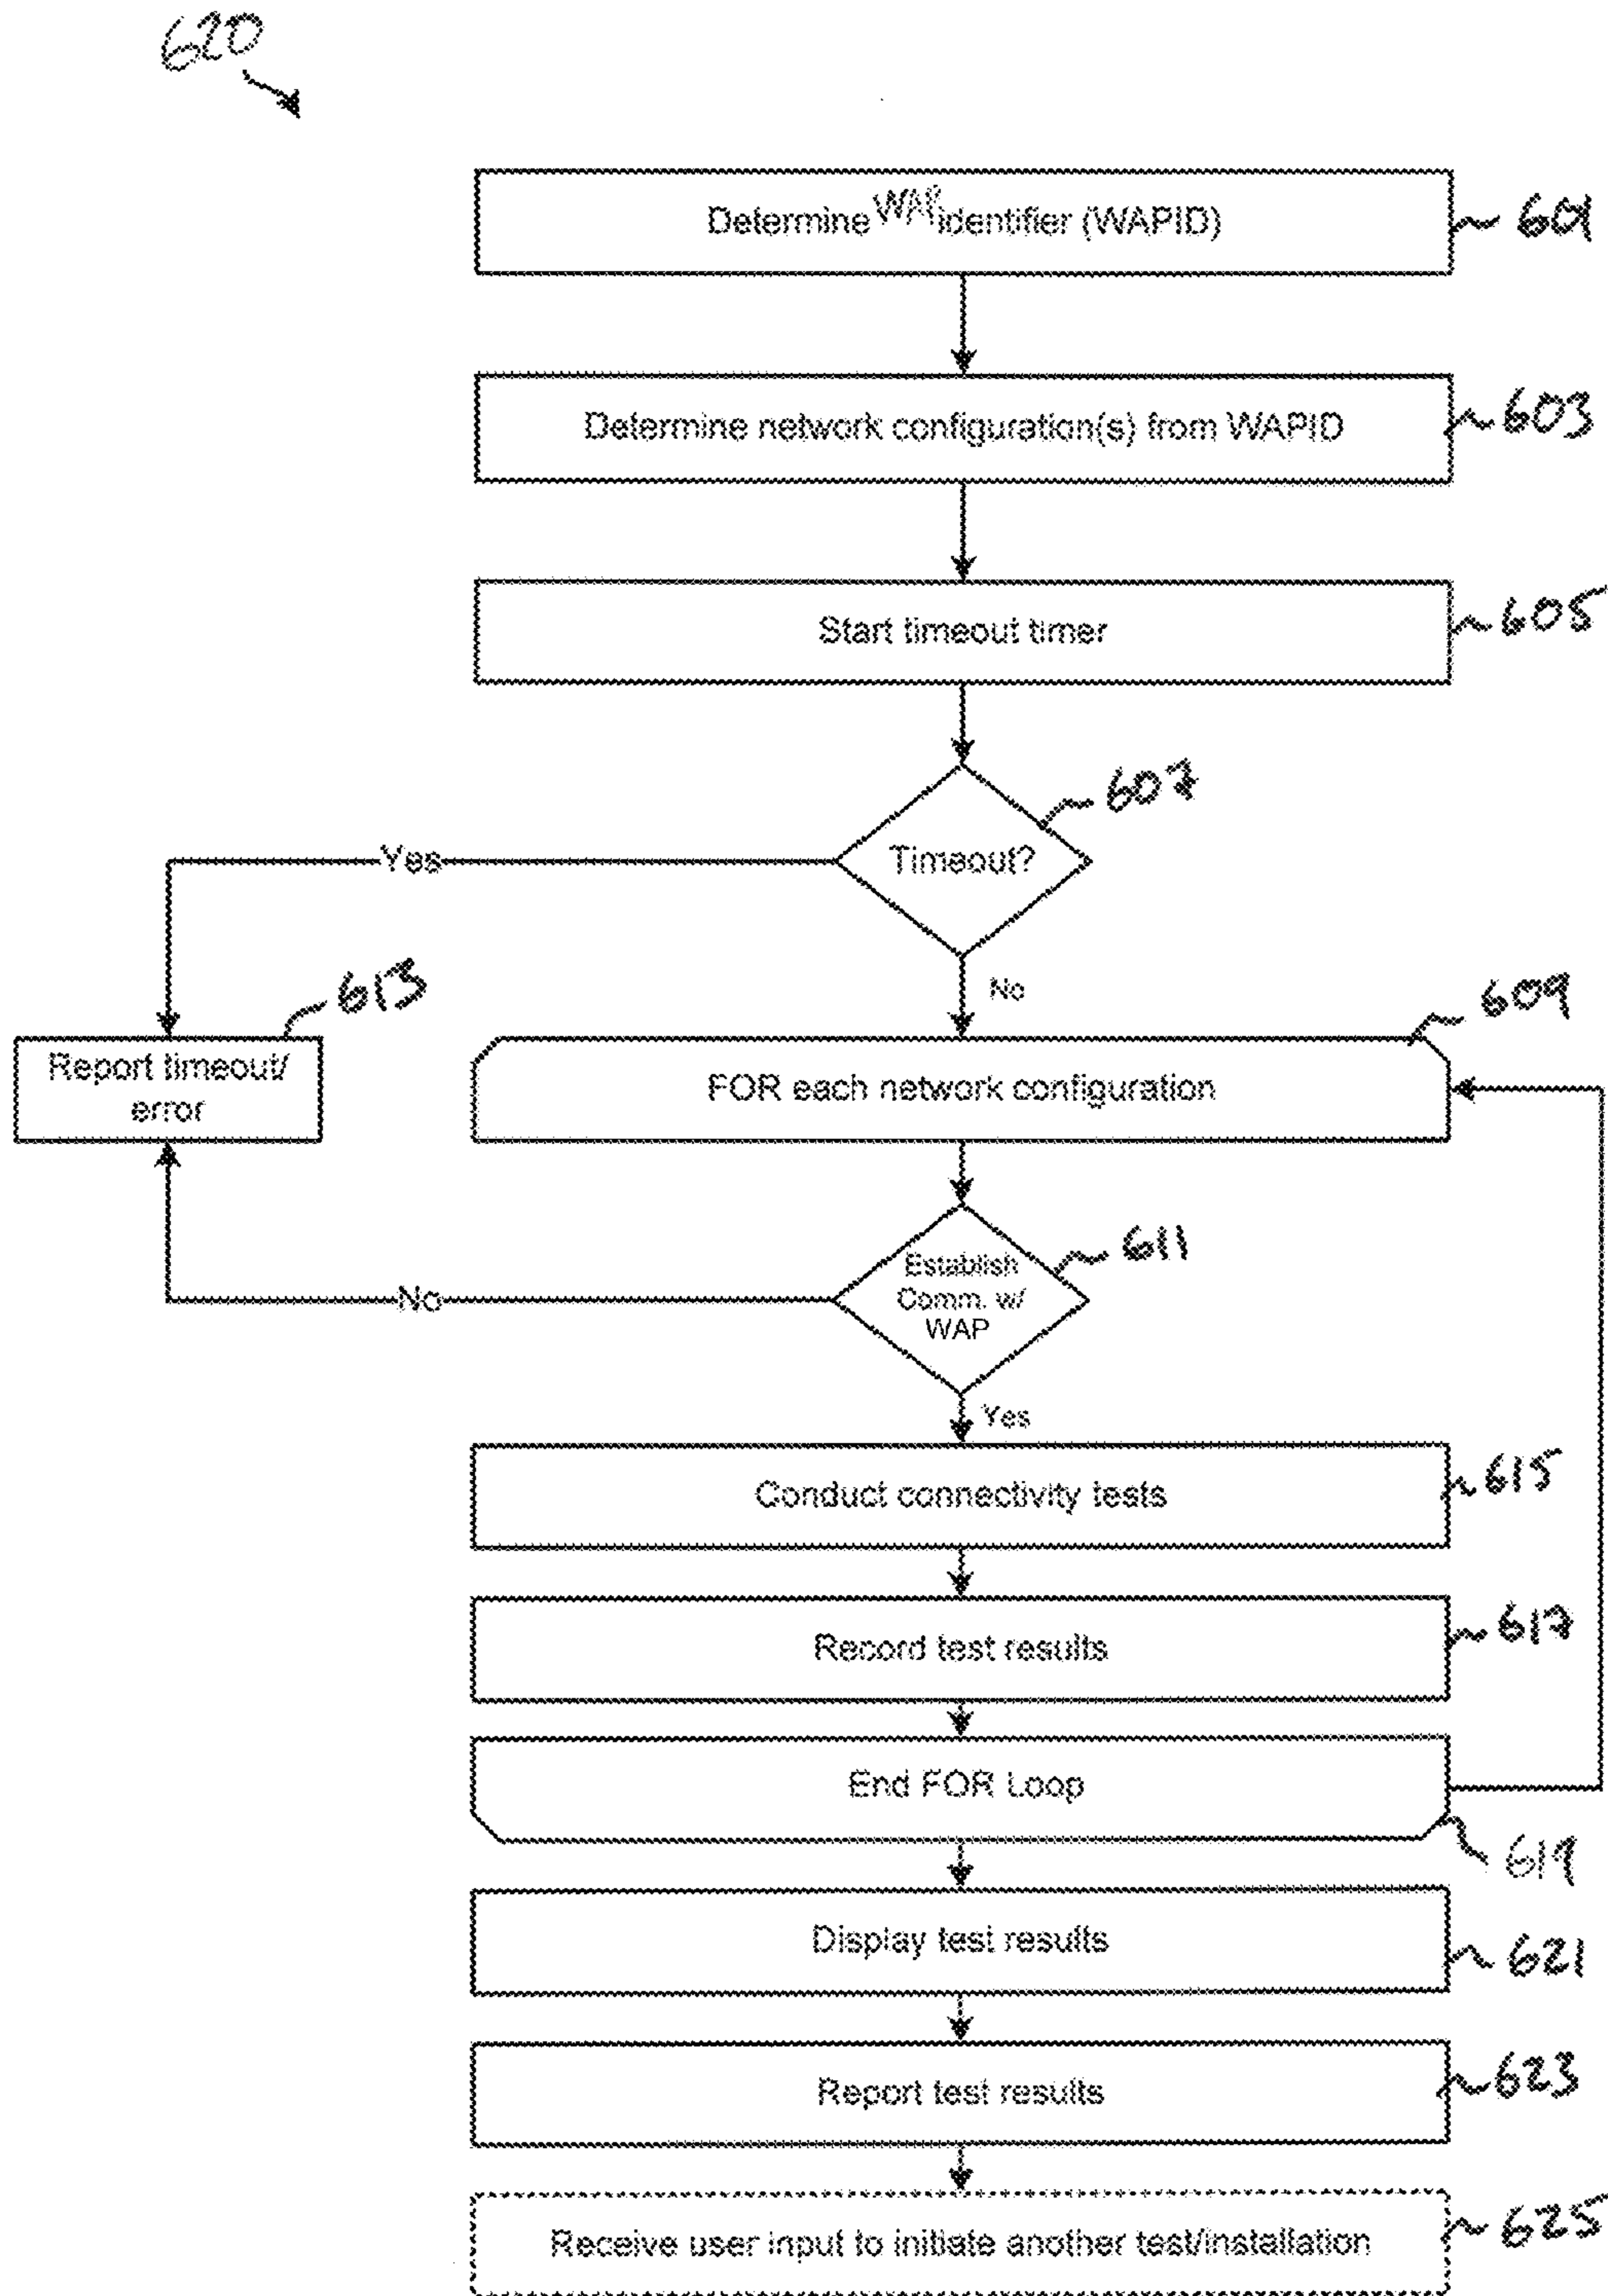 620
Determine WAP identifier (WAPID)
601
Determine network configuration(s) from WAPID
603
Start timeout timer
605
607
Timeout?
Yes
No
613
609
Report timeout/
error
FOR each network configuration
611
Establish
Comm. w/
WAP
No
Yes
Conduct connectivity tests
615
Record test results
617
End FOR Loop
619
Display test results
621
Report test results
623
Receive user input to initiate another test/installation
625